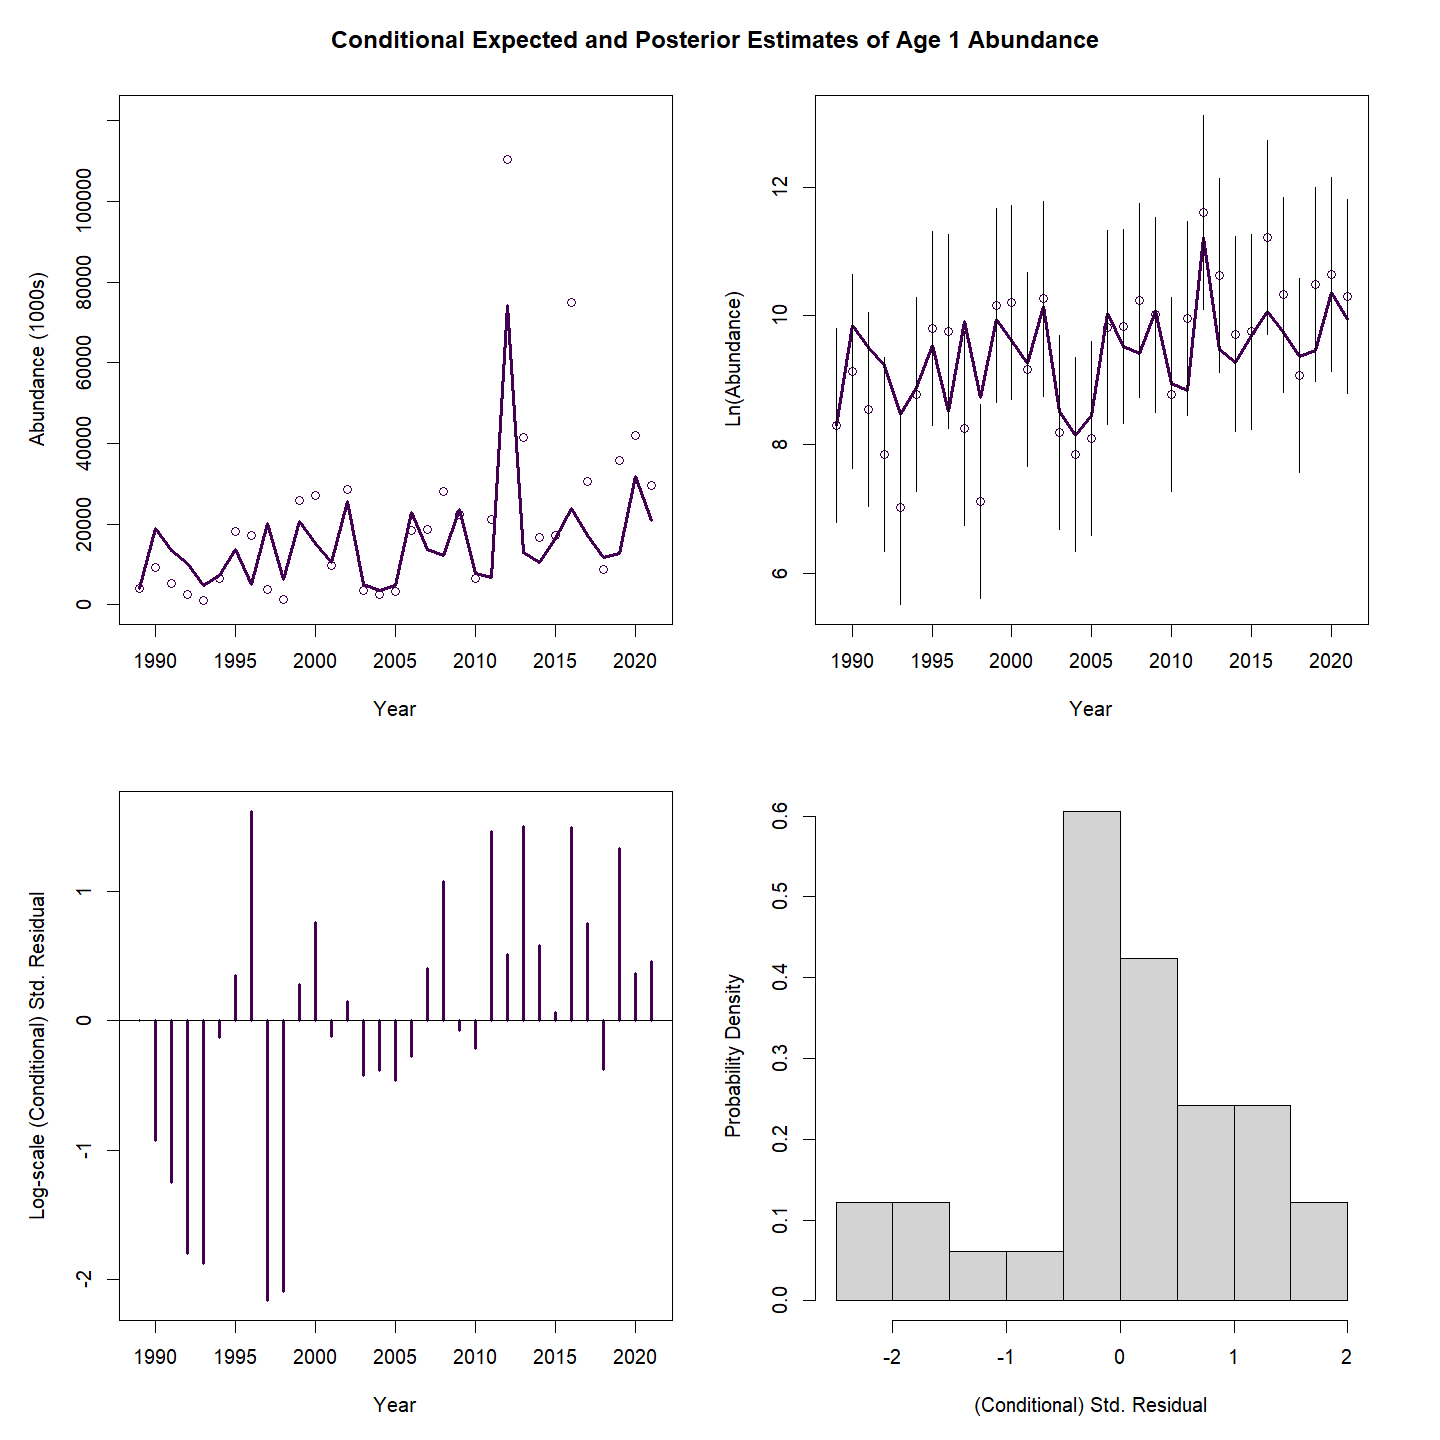 Conditional Expected and Posterior Estimates of Age 1 Abundance
Abundance (1000s)
0 20000 40000 60000 80000 100000
1990 1995 2000 2005 2010 2015 2020
Year
Ln(Abundance)
6 8 10 12
1990 1995 2000 2005 2010 2015 2020
Year
Log-scale (Conditional) Std. Residual
-2 -1 0 1
1990 1995 2000 2005 2010 2015 2020
Year
Probability Density
0.0 0.1 0.2 0.3 0.4 0.5 0.6
-2 -1 0 1 2
(Conditional) Std. Residual